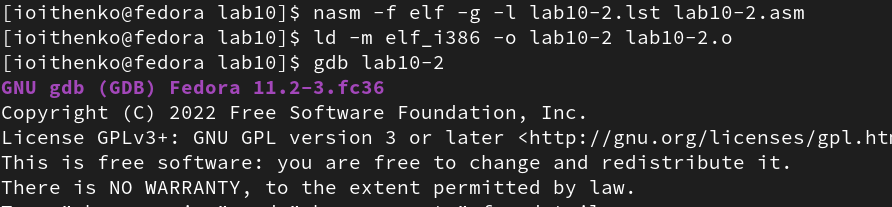 [ioithenko@fedora lab10]$ nasm -f elf -g -l lab10-2.lst lab10-2.asm
[ioithenko@fedora lab10]$ ld -m elf_i386 -o lab10-2 lab10-2.o
[ioithenko@fedora lab10]$ gdb lab10-2
GNU gdb (GDB) Fedora 11.2-3.fc36
Copyright (C) 2022 Free Software Foundation, Inc.
License GPLv3+: GNU GPL version 3 or later <http://gnu.org/licenses/gpl.htm
This is free software: you are free to change and redistribute it.
There is NO WARRANTY, to the extent permitted by law.